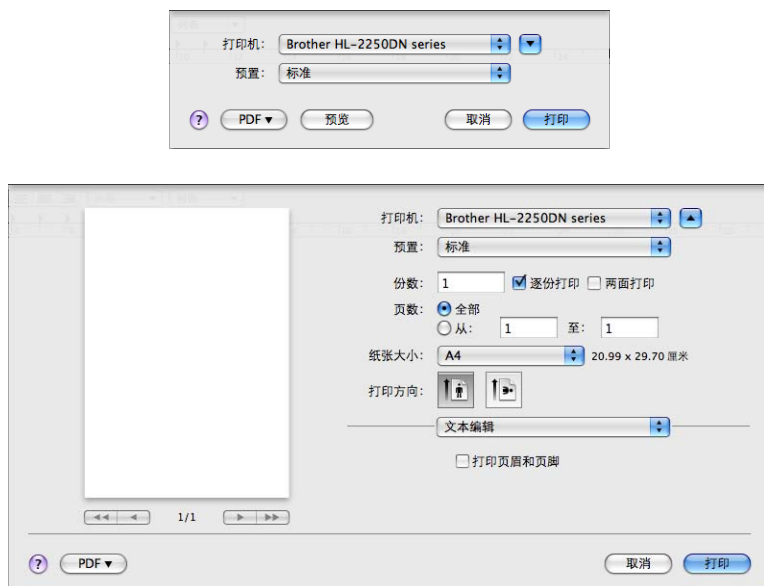 打印机: Brother HL-2250DN series
预置: 标准
? PDF▼ 预览 取消 打印
打印机: Brother HL-2250DN series
预置: 标准
份数: 1 逐份打印 两面打印
页数: 全部
从: 1 至: 1
纸张大小: A4 20.99 x 29.70 厘米
打印方向:
文本编辑
打印页眉和页脚
1/1
? PDF▼ 取消 打印